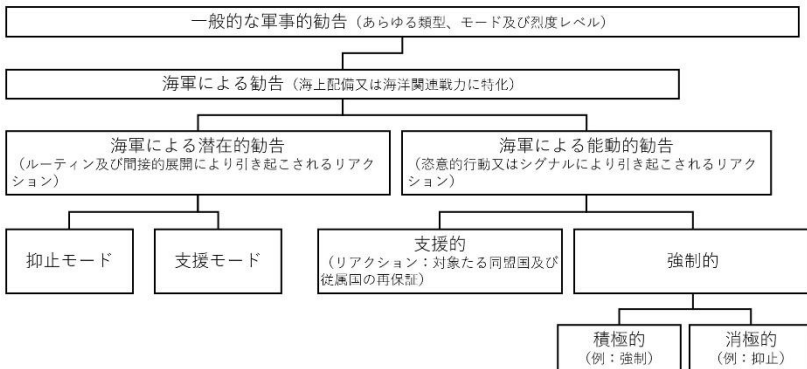 一般的な軍事的勧告（あらゆる類型、モード及び烈度レベル）
海軍による勧告（海上配備又は海洋関連戦力に特化）
海軍による潜在的勧告
（ルーティン及び間接的展開により引き起こされるリアク
ション）
海軍による能動的勧告
（恣意的行動又はシグナルにより引き起こされるリアク
ション）
抑止モード
支援モード
支援的
（リアクション：対象たる同盟国及び
従属国の再保証）
強制的
積極的
（例：強制）
消極的
（例：抑止）